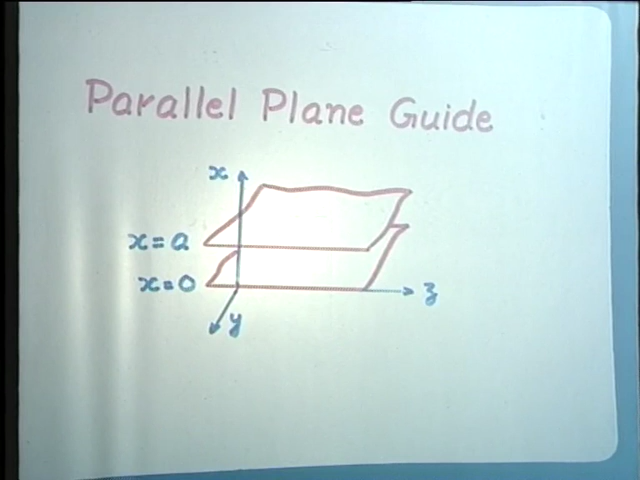 Parallel Plane Guide
x
x = a
x = 0
z
y